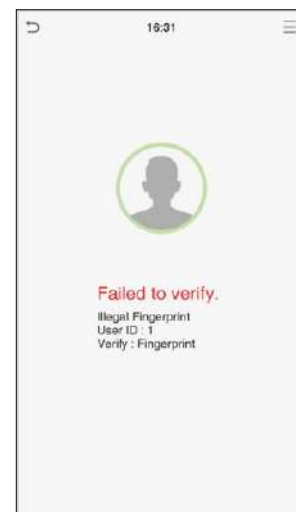 16:31
Failed to verify.
Illegal Fingerprint
User ID : 1
Verify : Fingerprint